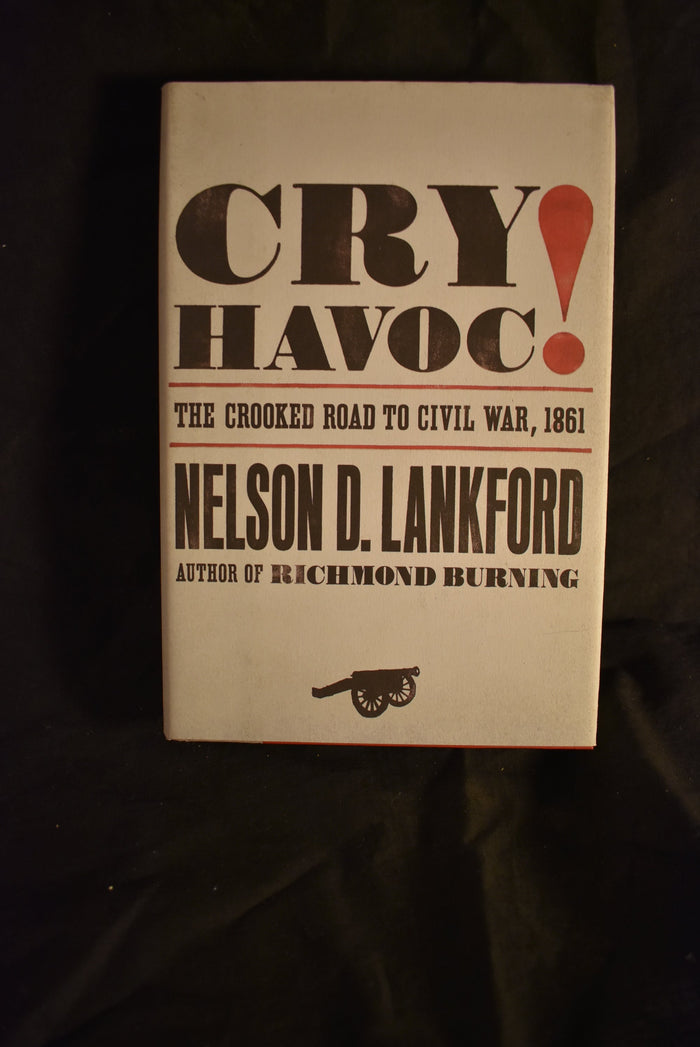 CRY
HAVOC!
THE CROOKED ROAD TO CIVIL WAR, 1861
NELSON D. LANKFORD
AUTHOR OF RICHMOND BURNING